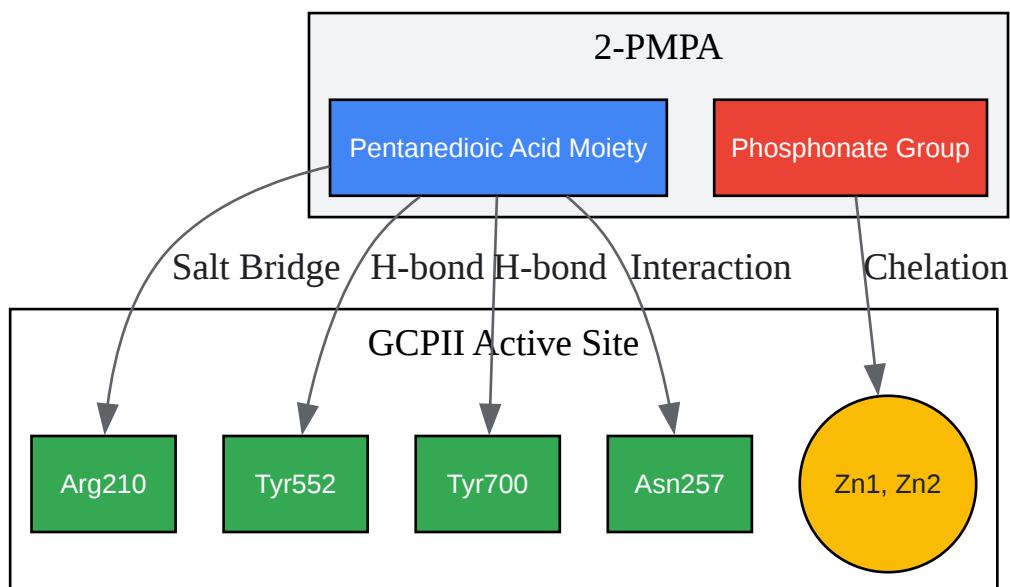 2-PMPA
Pentanedioic Acid Moiety
Phosphonate Group
Salt Bridge
H-bond
H-bond
Interaction
Chelation
GCPII Active Site
Arg210
Tyr552
Tyr700
Asn257
Zn1, Zn2